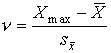 ν = (X_max − X̄) / s_X̄